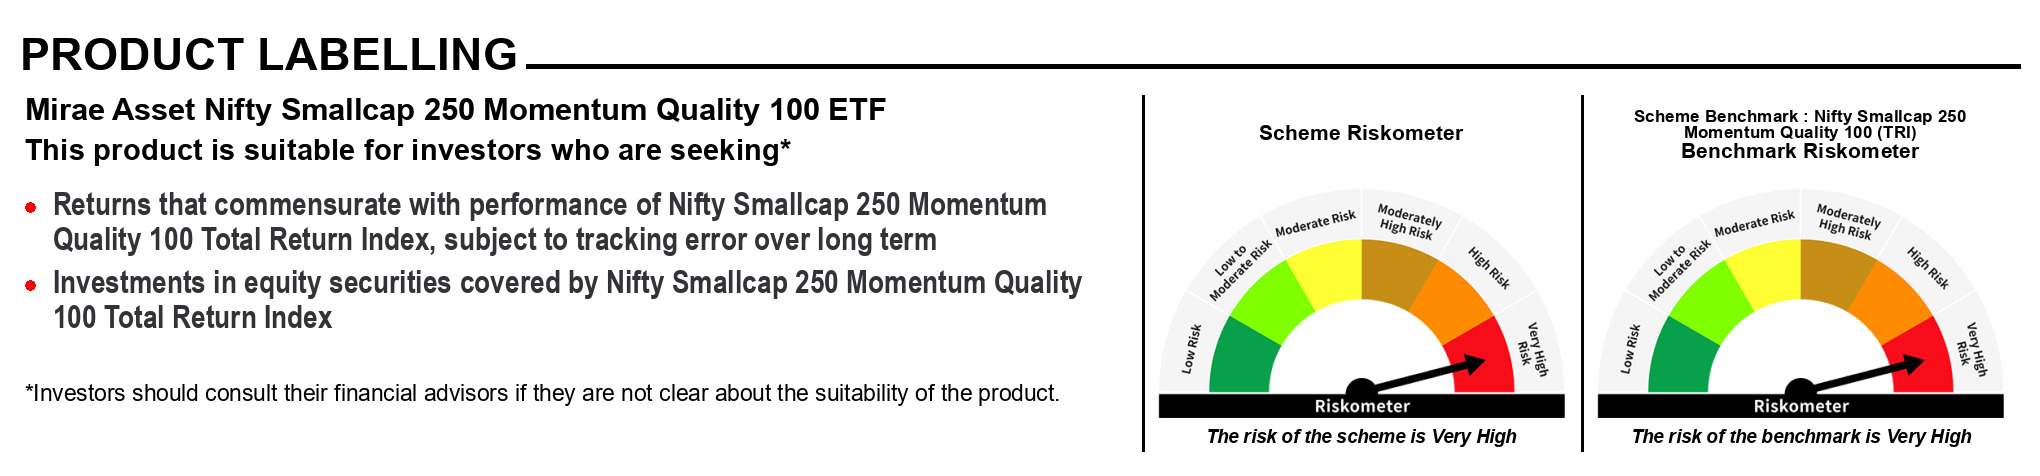 PRODUCT LABELLING
Mirae Asset Nifty Smallcap 250 Momentum Quality 100 ETF
This product is suitable for investors who are seeking*
Returns that commensurate with performance of Nifty Smallcap 250 Momentum
Quality 100 Total Return Index, subject to tracking error over long term
Investments in equity securities covered by Nifty Smallcap 250 Momentum Quality
100 Total Return Index
*Investors should consult their financial advisors if they are not clear about the suitability of the product.
Scheme Riskometer
Low Risk
Low to
Moderate Risk
Moderate Risk
Moderately
High Risk
High Risk
Very High
Risk
Riskometer
The risk of the scheme is Very High
Scheme Benchmark : Nifty Smallcap 250
Momentum Quality 100 (TRI)
Benchmark Riskometer
Low Risk
Low to
Moderate Risk
Moderate Risk
Moderately
High Risk
High Risk
Very High
Risk
Riskometer
The risk of the benchmark is Very High